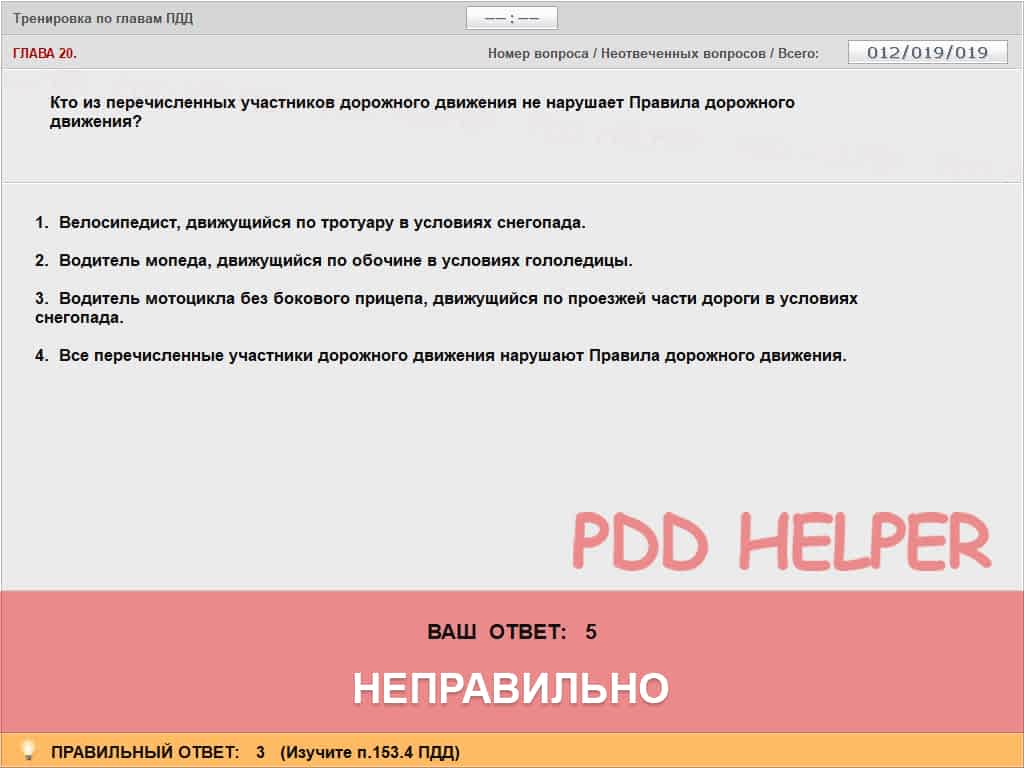 Тренировка по главам ПДД
–– : ––
ГЛАВА 20.
Номер вопроса / Неотвеченных вопросов / Всего:
012/019/019
Кто из перечисленных участников дорожного движения не нарушает Правила дорожного
движения?
1. Велосипедист, движущийся по тротуару в условиях снегопада.
2. Водитель мопеда, движущийся по обочине в условиях гололедицы.
3. Водитель мотоцикла без бокового прицепа, движущийся по проезжей части дороги в условиях
снегопада.
4. Все перечисленные участники дорожного движения нарушают Правила дорожного движения.
PDD HELPER
ВАШ ОТВЕТ: 5
НЕПРАВИЛЬНО
ПРАВИЛЬНЫЙ ОТВЕТ: 3 (Изучите п.153.4 ПДД)